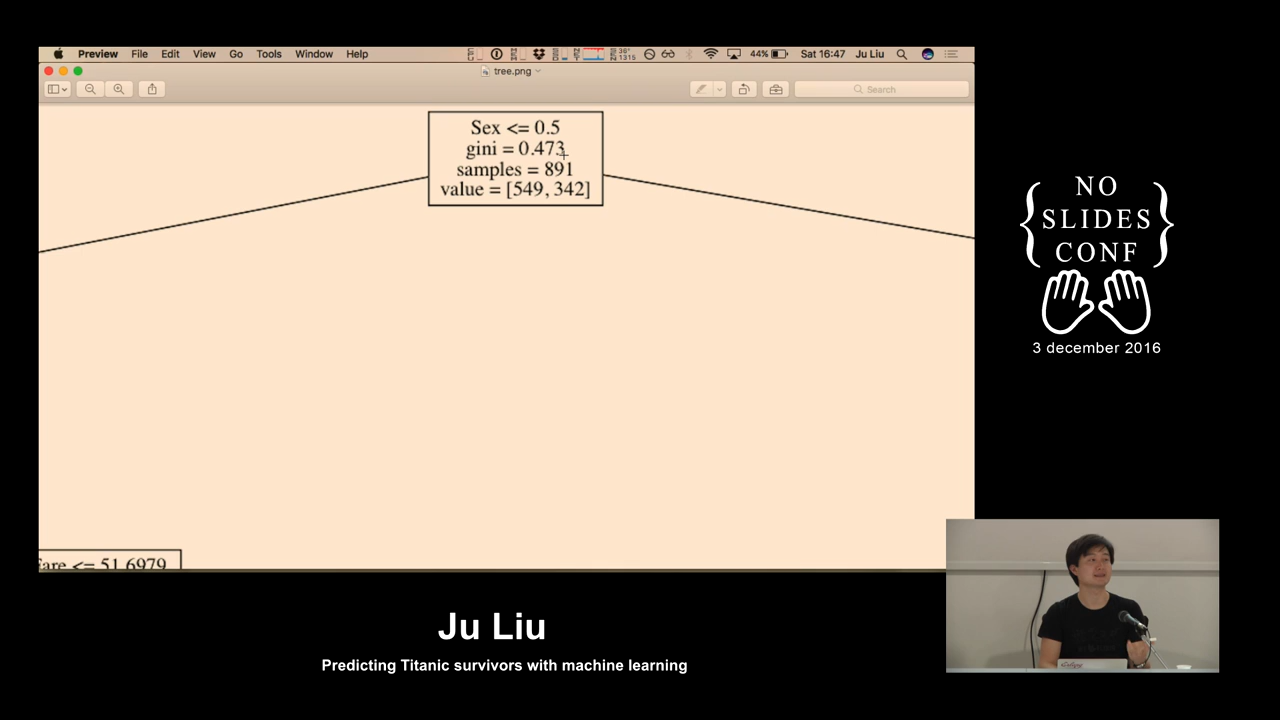 Preview File Edit View Go Tools Window Help
44% Sat 16:47 Ju Liu
tree.png
Search
Sex <= 0.5
gini = 0.473
samples = 891
value = [549, 342]
Fare <= 51.6979
NO
SLIDES
CONF
3 december 2016
Ju Liu
Predicting Titanic survivors with machine learning